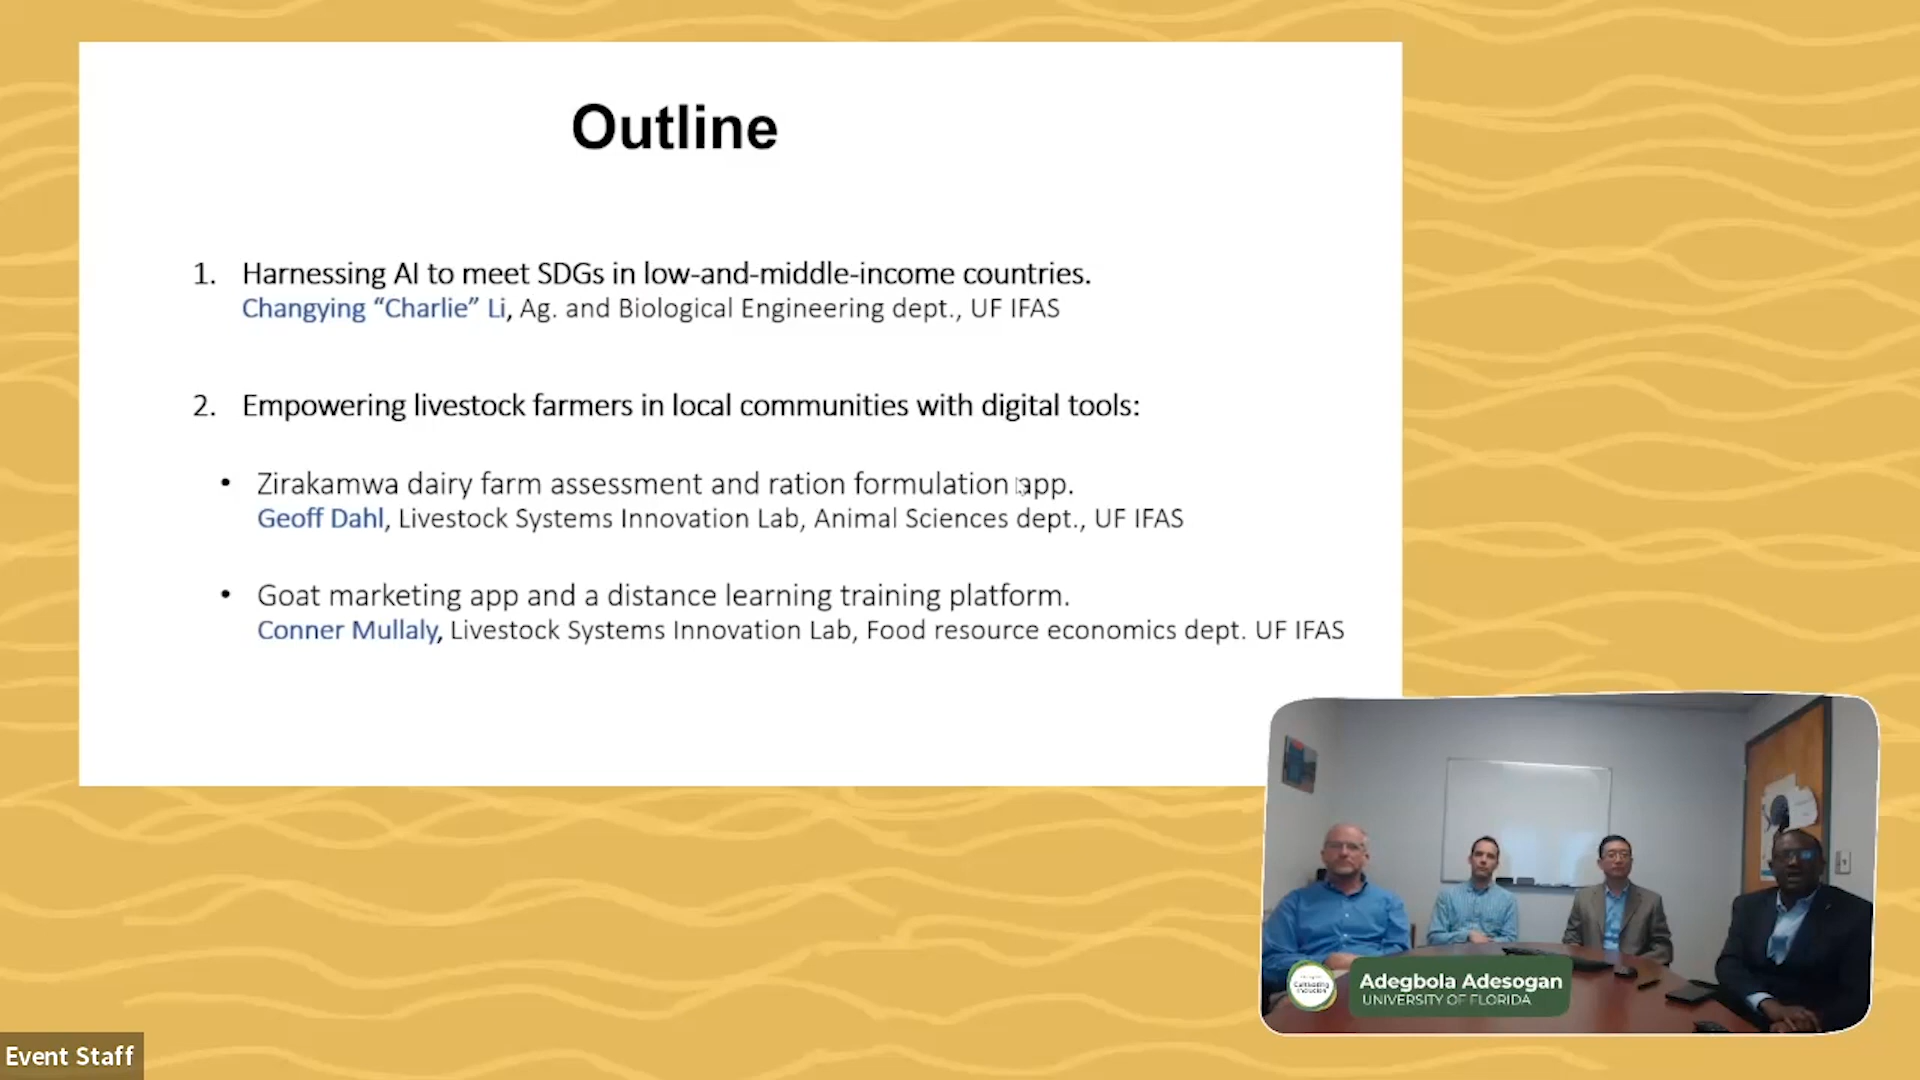 Outline
1. Harnessing AI to meet SDGs in low-and-middle-income countries.
Changying “Charlie” Li, Ag. and Biological Engineering dept., UF IFAS
2. Empowering livestock farmers in local communities with digital tools:
• Zirakamwa dairy farm assessment and ration formulation app.
Geoff Dahl, Livestock Systems Innovation Lab, Animal Sciences dept., UF IFAS
• Goat marketing app and a distance learning training platform.
Conner Mullaly, Livestock Systems Innovation Lab, Food resource economics dept. UF IFAS
Cultivating
Adegbola Adesogan
UNIVERSITY OF FLORIDA
Event Staff